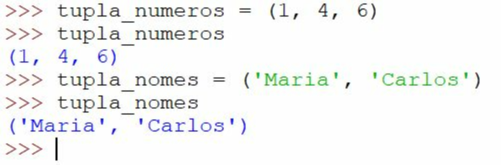 >>> tupla_numeros = (1, 4, 6)
>>> tupla_numeros
(1, 4, 6)
>>> tupla_nomes = ('Maria', 'Carlos')
>>> tupla_nomes
('Maria', 'Carlos')
>>>